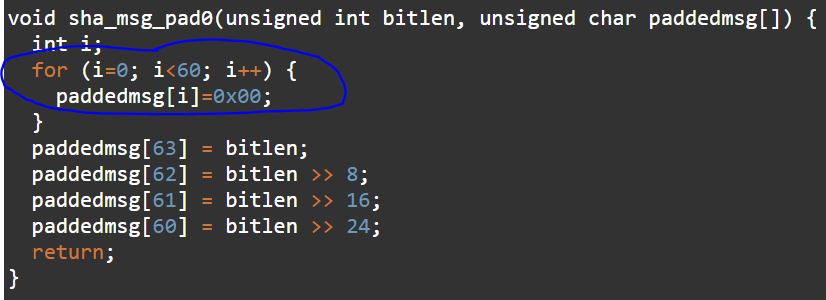 void sha_msg_pad0(unsigned int bitlen, unsigned char paddedmsg[]) {
  int i;
  for (i=0; i<60; i++) {
    paddedmsg[i]=0x00;
  }
  paddedmsg[63] = bitlen;
  paddedmsg[62] = bitlen >> 8;
  paddedmsg[61] = bitlen >> 16;
  paddedmsg[60] = bitlen >> 24;
  return;
}